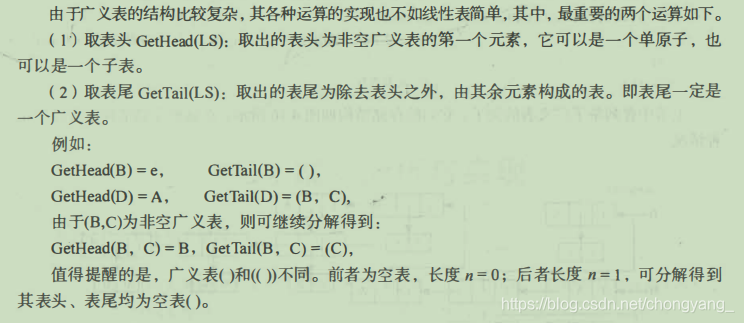 由于广义表的结构比较复杂，其各种运算的实现也不如线性表简单，其中，最重要的两个运算如下。
（1）取表头 GetHead(LS)：取出的表头为非空广义表的第一个元素，它可以是一个单原子，也
可以是一个子表。
（2）取表尾 GetTail(LS)：取出的表尾为除去表头之外，由其余元素构成的表。即表尾一定是
一个广义表。
例如：
GetHead(B) = e， GetTail(B) = ( )，
GetHead(D) = A， GetTail(D) = (B，C)，
由于(B,C)为非空广义表，则可继续分解得到：
GetHead(B，C) = B，GetTail(B，C) = (C)，
值得提醒的是，广义表( )和(( ))不同。前者为空表，长度 n = 0；后者长度 n = 1，可分解得到
其表头、表尾均为空表( )。
https://blog.csdn.net/chongyang_